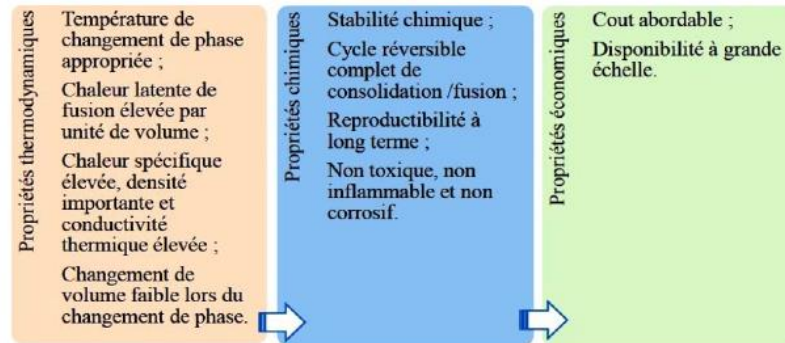 Propriétés thermodynamiques
Température de
changement de phase
appropriée ;
Chaleur latente de
fusion élevée par
unité de volume ;
Chaleur spécifique
élevée, densité
importante et
conductivité
thermique élevée ;
Changement de
volume faible lors du
changement de phase.
Propriétés chimiques
Stabilité chimique ;
Cycle réversible
complet de
consolidation /fusion ;
Reproductibilité à
long terme ;
Non toxique, non
inflammable et non
corrosif.
Propriétés économiques
Cout abordable ;
Disponibilité à grande
échelle.